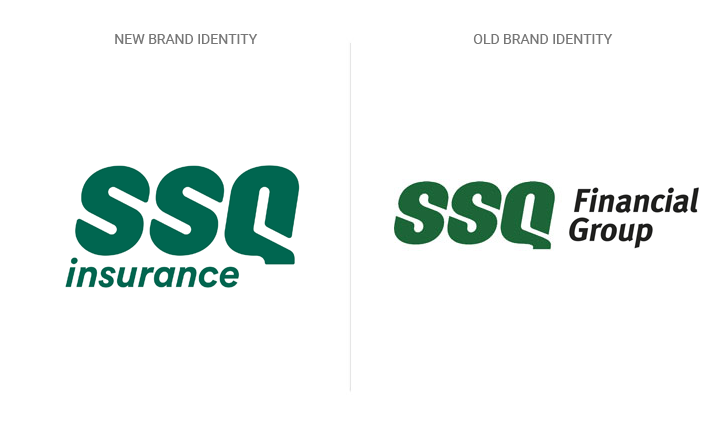 NEW BRAND IDENTITY
OLD BRAND IDENTITY
SSQ
insurance
SSQ
Financial
Group